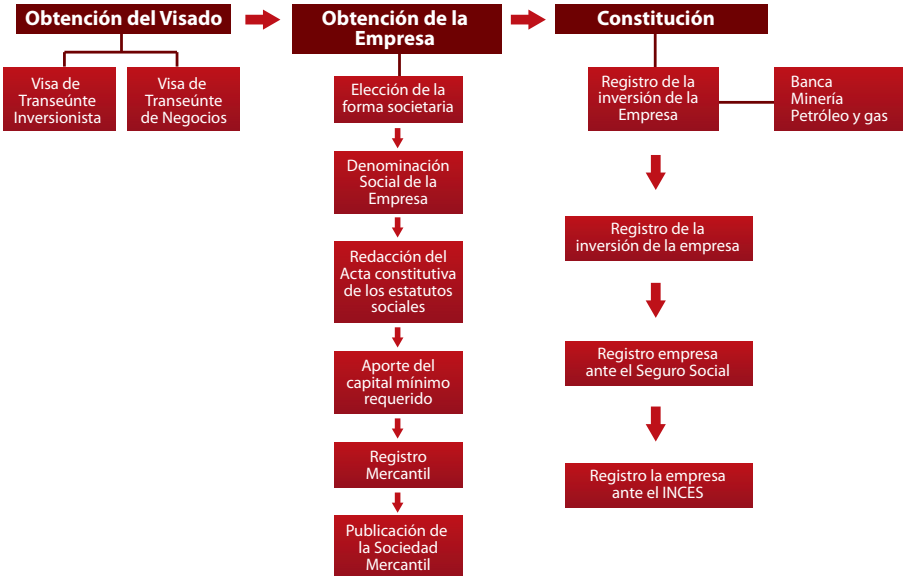 Obtención del Visado
Visa de
Transeúnte
Inversionista
Visa de
Transeúnte
de Negocios
Obtención de la
Empresa
Elección de la
forma societaria
Denominación
Social de la
Empresa
Redacción del
Acta constitutiva
de los estatutos
sociales
Aporte del
capital mínimo
requerido
Registro
Mercantil
Publicación de
la Sociedad
Mercantil
Constitución
Registro de la
inversión de la
Empresa
Banca
Minería
Petróleo y gas
Registro de la
inversión de la empresa
Registro empresa
ante el Seguro Social
Registro la empresa
ante el INCES